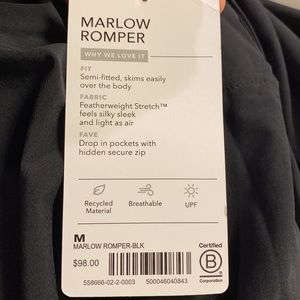 MARLOW
ROMPER
WHY WE LOVE IT
FIT
Semi-fitted, skims easily
over the body
FABRIC
Featherweight Stretch™
feels silky sleek
and light as air
FAVE
Drop in pockets with
hidden secure zip
Recycled
Material
Breathable
UPF
M
MARLOW ROMPER-BLK
$98.00
558666-02-2-0003 500046040843
Certified
B
Corporation